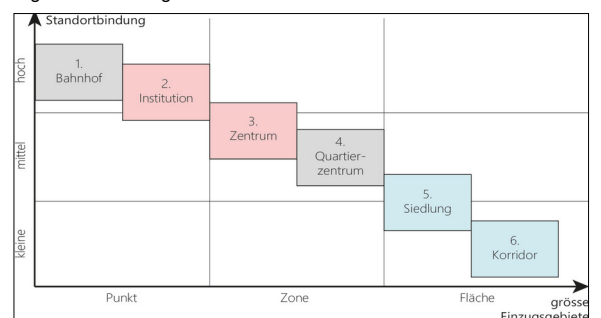 Standortbindung
hoch
mittel
kleine
1.
Bahnhof
2.
Institution
3.
Zentrum
4.
Quartier-
zentrum
5.
Siedlung
6.
Korridor
Punkt
Zone
Fläche
grösse
Einzugsgebiete